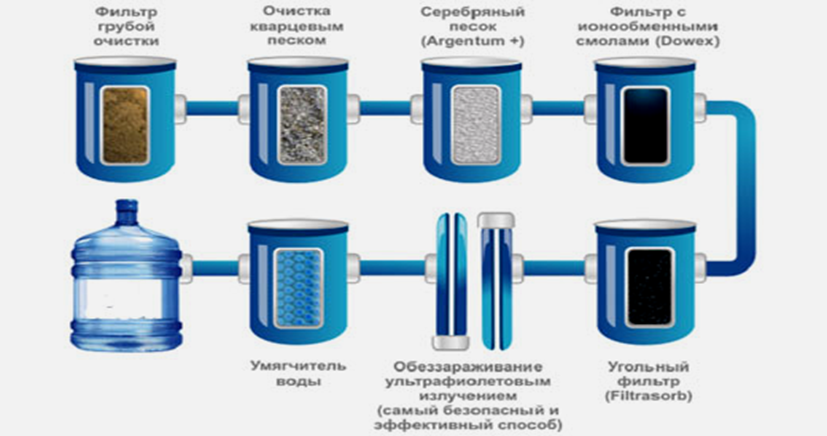 Фильтр
грубой
очистки
Очистка
кварцевым
песком
Серебряный
песок
(Argentum +)
Фильтр с
ионообменными
смолами (Dowex)
Умягчитель
воды
Обеззараживание
ультрафиолетовым
излучением
(самый безопасный и
эффективный способ)
Угольный
фильтр
(Filtrasorb)